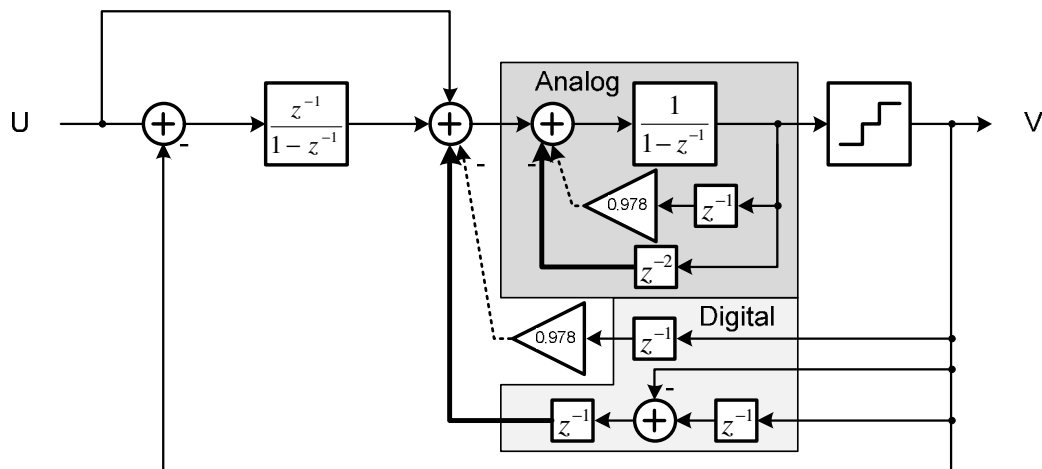 Analog
U
z⁻¹
1 − z⁻¹
1
1 − z⁻¹
V
0.978
z⁻¹
z⁻²
Digital
0.978
z⁻¹
z⁻¹
z⁻¹